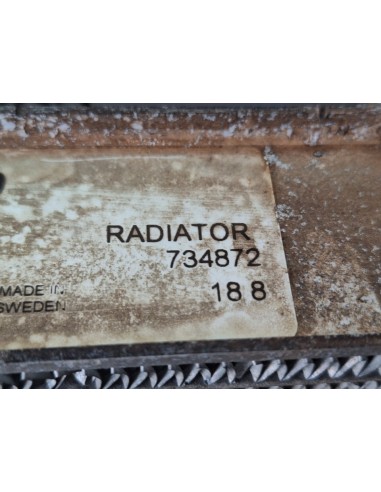 RADIATOR
734872
MADE IN
SWEDEN
18 8